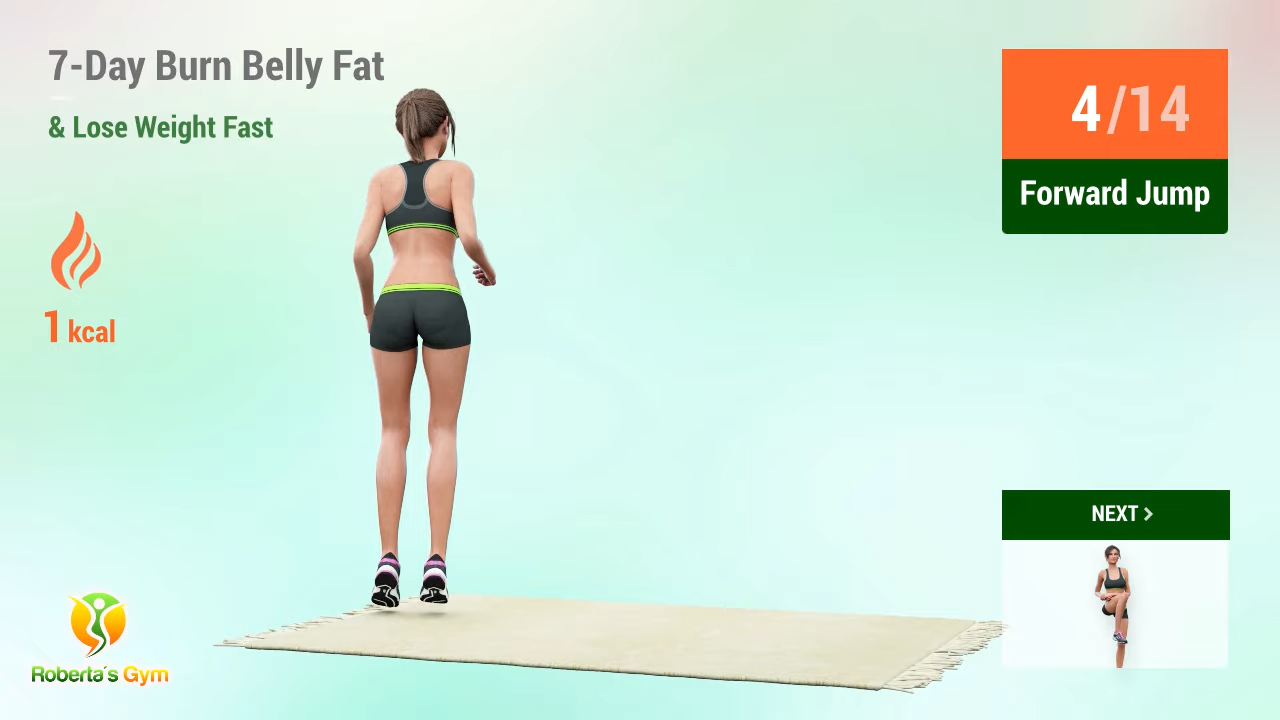 7-Day Burn Belly Fat
& Lose Weight Fast
4/14
Forward Jump
1 kcal
NEXT >
Roberta´s Gym